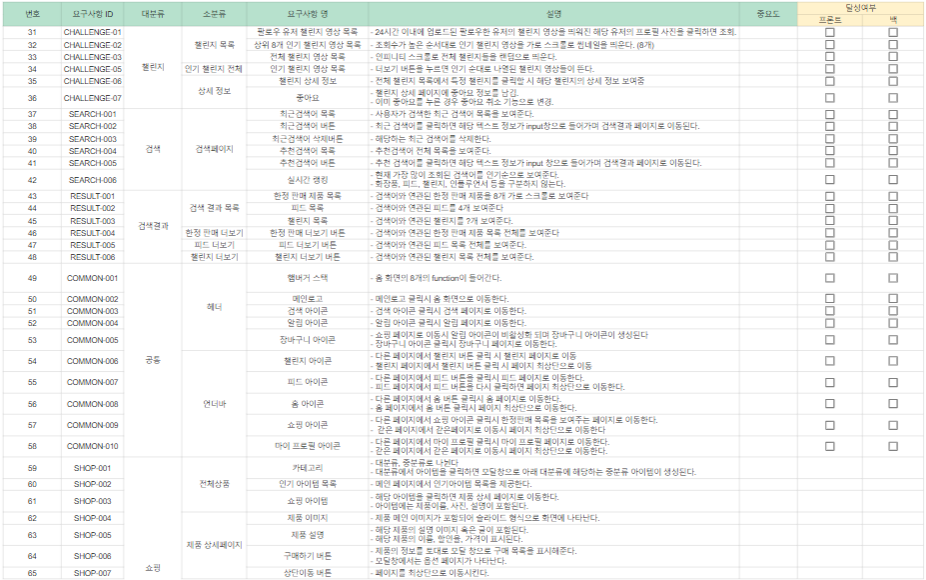 번호 요구사항 ID 대분류 소분류 요구사항 명 설명 중요도 달성여부
프론트 백
31 CHALLENGE-01 챌린지 챌린지 목록 팔로우 유저 챌린지 영상 목록 - 24시간 이내에 업로드된 팔로우한 유저의 챌린지 영상을 띄워진 해당 유저의 프로필 사진을 클릭하면 조회.
32 CHALLENGE-02 상위 8개 인기 챌린지 영상 목록 - 조회수가 높은 순서대로 인기 챌린지 영상을 가로 스크롤로 썸네일을 띄운다. (8개)
33 CHALLENGE-03 전체 챌린지 영상 목록 - 인피니티 스크롤로 전체 챌린지들을 랜덤으로 띄운다.
34 CHALLENGE-05 인기 챌린지 전체 인기 챌린지 영상 목록 - 더보기 버튼을 누르면 인기 순대로 나열된 챌린지 영상들이 뜬다.
35 CHALLENGE-06 상세 정보 챌린지 상세 정보 - 전체 챌린지 목록에서 특정 챌린지를 클릭할 시 해당 챌린지의 상세 정보 보여줌
36 CHALLENGE-07 좋아요 - 챌린지 상세 페이지에 좋아요 정보를 남김.
- 이미 좋아요를 누른 경우 좋아요 취소 기능으로 변경.
37 SEARCH-001 검색 검색페이지 최근검색어 목록 - 사용자가 검색한 최근 검색어 목록을 보여준다.
38 SEARCH-002 최근검색어 버튼 - 최근 검색어를 클릭하면 해당 텍스트 정보가 input창으로 들어가며 검색결과 페이지로 이동된다.
39 SEARCH-003 최근검색어 삭제버튼 - 해당하는 최근 검색어를 삭제한다.
40 SEARCH-004 추천검색어 목록 - 추천검색어 전체 목록을 보여준다.
41 SEARCH-005 추천검색어 버튼 - 추천 검색어를 클릭하면 해당 텍스트 정보가 input 창으로 들어가며 검색결과 페이지로 이동된다.
42 SEARCH-006 실시간 랭킹 - 현재 가장 많이 조회된 검색어를 인기순으로 보여준다.
- 화장품, 피드, 챌린지, 인플루언서 등을 구분하지 않는다.
43 RESULT-001 검색결과 검색 결과 목록 한정 판매 제품 목록 - 검색어와 연관된 한정 판매 제품을 8개 가로 스크롤로 보여준다
44 RESULT-002 피드 목록 - 검색어와 연관된 피드를 4개 보여준다
45 RESULT-003 챌린지 목록 - 검색어와 연관된 챌린지를 ?개 보여준다.
46 RESULT-004 한정 판매 더보기 한정 판매 더보기 버튼 - 검색어와 연관된 한정 판매 제품 목록 전체를 보여준다
47 RESULT-005 피드 더보기 피드 더보기 버튼 - 검색어와 연관된 피드 목록 전체를 보여준다.
48 RESULT-006 챌린지 더보기 챌린지 더보기 버튼 - 검색어와 연관된 챌린지 목록 전체를 보여준다.
49 COMMON-001 공통 헤더 햄버거 스택 - 홈 화면의 8개의 function이 들어간다.
50 COMMON-002 메인로고 - 메인로고 클릭시 홈 화면으로 이동한다.
51 COMMON-003 검색 아이콘 - 검색 아이콘 클릭시 검색 페이지로 이동한다.
52 COMMON-004 알림 아이콘 - 알림 아이콘 클릭시 알림 페이지로 이동한다.
53 COMMON-005 장바구니 아이콘 - 쇼핑 페이지로 이동시 알림 아이콘이 비활성화 되며 장바구니 아이콘이 생성된다
- 장바구니 아이콘 클릭시 장바구니 페이지로 이동한다.
54 COMMON-006 언더바 챌린지 아이콘 - 다른 페이지에서 챌린지 버튼 클릭 시 챌린지 페이지로 이동
- 챌린지 페이지에서 챌린지 버튼 클릭 시 페이지 최상단으로 이동
55 COMMON-007 피드 아이콘 - 다른 페이지에서 피드 버튼을 클릭시 피드 페이지로 이동한다.
- 피드 페이지에서 피드 버튼을 다시 클릭하면 페이지 최상단으로 이동한다.
56 COMMON-008 홈 아이콘 - 다른 페이지에서 홈 버튼 클릭시 홈 페이지로 이동한다.
- 홈 페이지에서 홈 버튼 클릭시 페이지 최상단으로 이동한다.
57 COMMON-009 쇼핑 아이콘 - 다른 페이지에서 쇼핑 아이콘 클릭시 한정판매 목록을 보여주는 페이지로 이동한다.
- 같은 페이지에서 같은페이지로 이동시 페이지 최상단으로 이동한다
58 COMMON-010 마이 프로필 아이콘 - 다른 페이지에서 마이 프로필 클릭시 마이 프로필 페이지로 이동한다.
- 같은 페이지에서 같은 페이지로 이동시 페이지 최상단으로 이동한다.
59 SHOP-001 쇼핑 전체상품 카테고리 - 대분류, 중분류로 나뉜다
- 대분류에서 아이템을 클릭하면 모달창으로 아래 대분류에 해당하는 중분류 아이템이 생성된다.
60 SHOP-002 인기 아이템 목록 - 메인 페이지에서 인기아이템 목록을 제공한다.
61 SHOP-003 쇼핑 아이템 - 해당 아이템을 클릭하면 제품 상세 페이지로 이동한다.
- 아이템에는 제품이름, 사진, 설명이 포함된다.
62 SHOP-004 제품 상세페이지 제품 이미지 - 제품 메인 이미지가 포함되어 슬라이드 형식으로 화면에 나타난다.
63 SHOP-005 제품 설명 - 해당 제품의 설명 이미지 혹은 글이 포함된다.
- 해당 제품의 이름, 할인율, 가격이 표시된다.
64 SHOP-006 구매하기 버튼 - 제품의 정보를 토대로 모달 창으로 구매 목록을 표시해준다.
- 모달창에서는 옵션 페이지가 나타난다.
65 SHOP-007 상단이동 버튼 - 페이지를 최상단으로 이동시킨다.